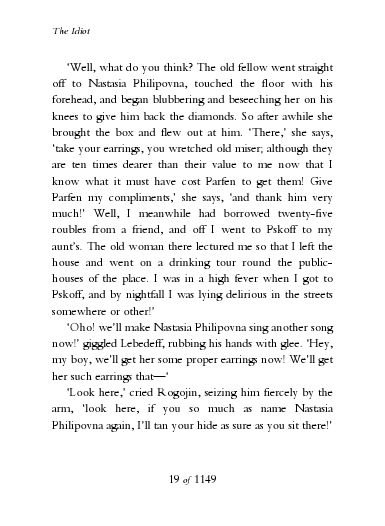 The Idiot
‘Well, what do you think? The old fellow went straight
off to Nastasia Philipovna, touched the floor with his
forehead, and began blubbering and beseeching her on his
knees to give him back the diamonds. So after awhile she
brought the box and flew out at him. ‘There,’ she says,
‘take your earrings, you wretched old miser; although they
are ten times dearer than their value to me now that I
know what it must have cost Parfen to get them! Give
Parfen my compliments,’ she says, ‘and thank him very
much!’ Well, I meanwhile had borrowed twenty-five
roubles from a friend, and off I went to Pskoff to my
aunt’s. The old woman there lectured me so that I left the
house and went on a drinking tour round the public-
houses of the place. I was in a high fever when I got to
Pskoff, and by nightfall I was lying delirious in the streets
somewhere or other!’
‘Oho! we’ll make Nastasia Philipovna sing another song
now!’ giggled Lebedeff, rubbing his hands with glee. ‘Hey,
my boy, we’ll get her some proper earrings now! We’ll get
her such earrings that—‘
‘Look here,’ cried Rogojin, seizing him fiercely by the
arm, ‘look here, if you so much as name Nastasia
Philipovna again, I’ll tan your hide as sure as you sit there!’
19 of 1149